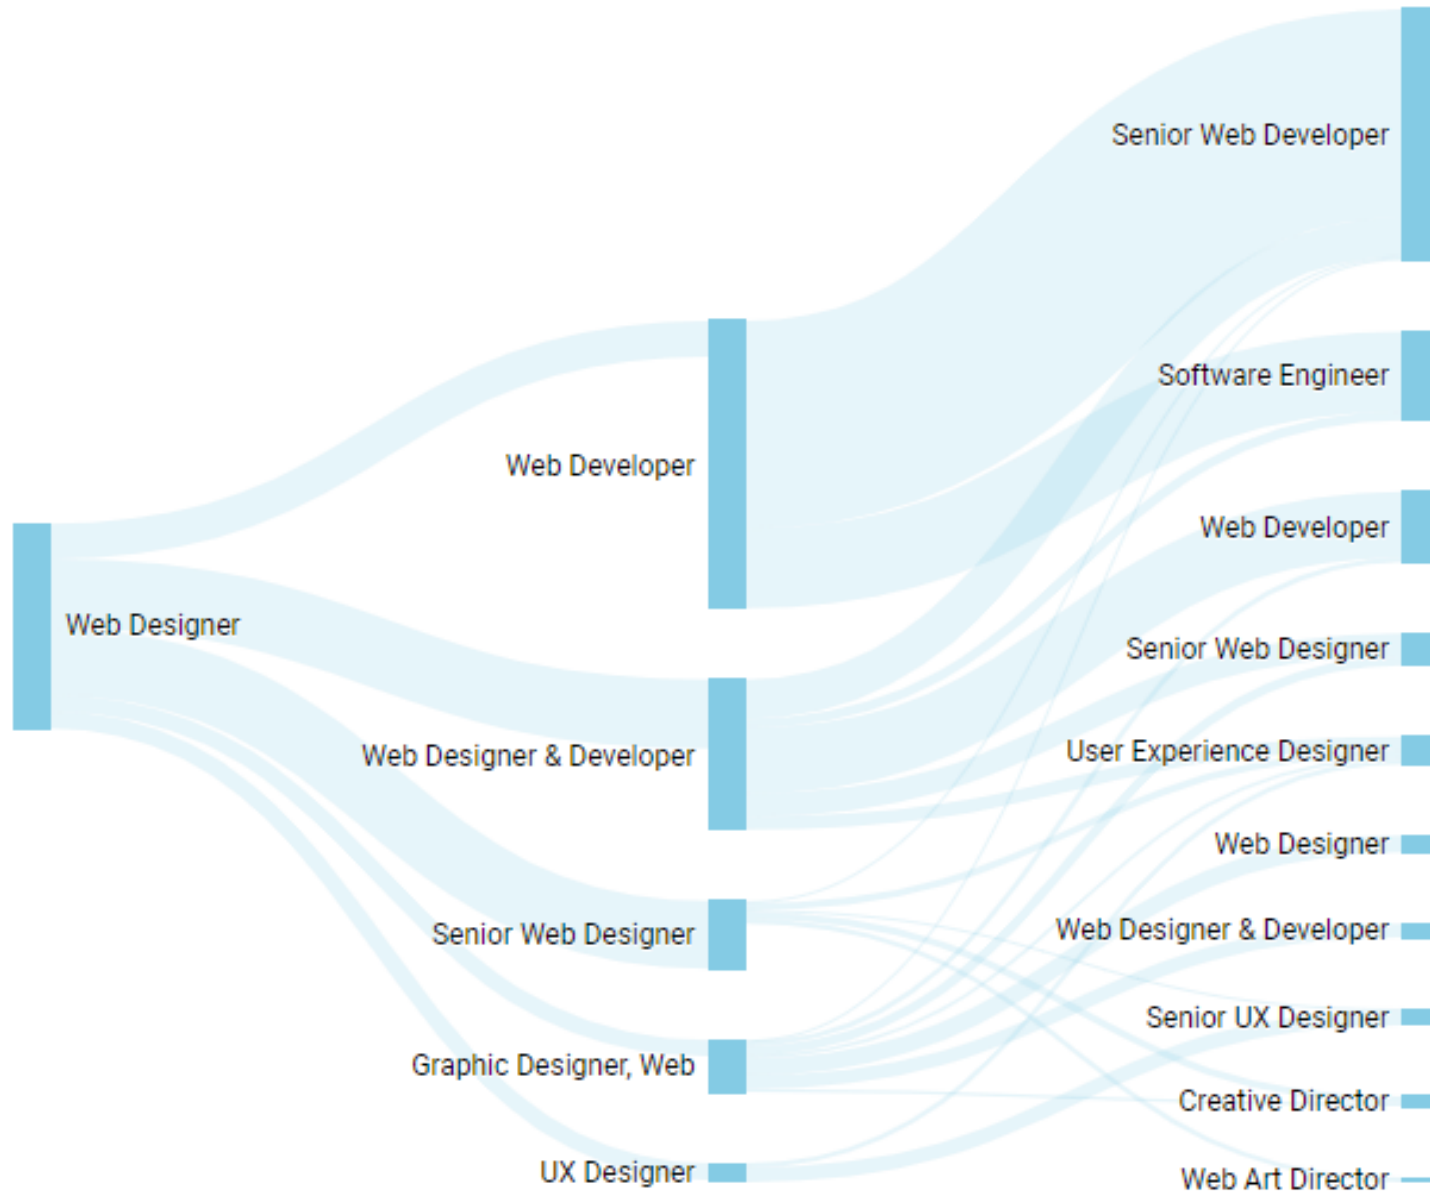 Web Designer
Web Developer
Web Designer & Developer
Senior Web Designer
Graphic Designer, Web
UX Designer
Senior Web Developer
Software Engineer
Web Developer
Senior Web Designer
User Experience Designer
Web Designer
Web Designer & Developer
Senior UX Designer
Creative Director
Web Art Director